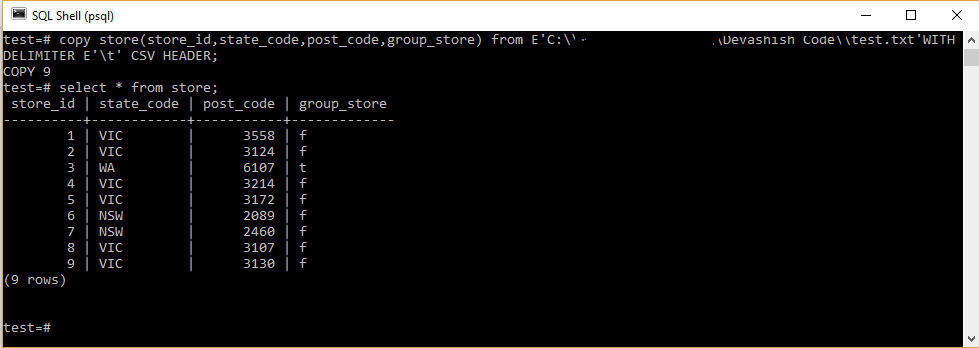 SQL Shell (psql)
test=# copy store(store_id,state_code,post_code,group_store) from E'C:\\ \\Devashish Code\\test.txt'WITH
DELIMITER E'\t' CSV HEADER;
COPY 9
test=# select * from store;
 store_id | state_code | post_code | group_store
----------+------------+-----------+-------------
        1 | VIC        |      3558 | f
        2 | VIC        |      3124 | f
        3 | WA         |      6107 | t
        4 | VIC        |      3214 | f
        5 | VIC        |      3172 | f
        6 | NSW        |      2089 | f
        7 | NSW        |      2460 | f
        8 | VIC        |      3107 | f
        9 | VIC        |      3130 | f
(9 rows)
test=#